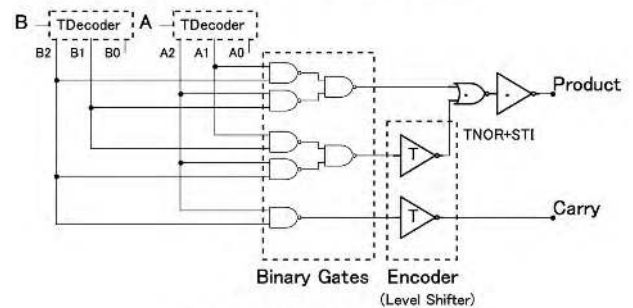 B TDecoder A TDecoder
B2 B1 B0 A2 A1 A0
Product
T TNOR+STI
T Carry
Binary Gates Encoder
(Level Shifter)